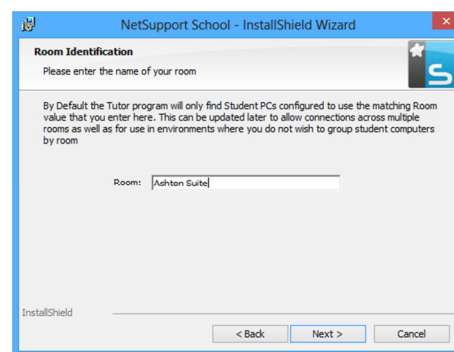 NetSupport School - InstallShield Wizard
Room Identification
Please enter the name of your room
S
By Default the Tutor program will only find Student PCs configured to use the matching Room
value that you enter here. This can be updated later to allow connections across multiple
rooms as well as for use in environments where you do not wish to group student computers
by room
Room: Ashton Suite
InstallShield
< Back Next > Cancel